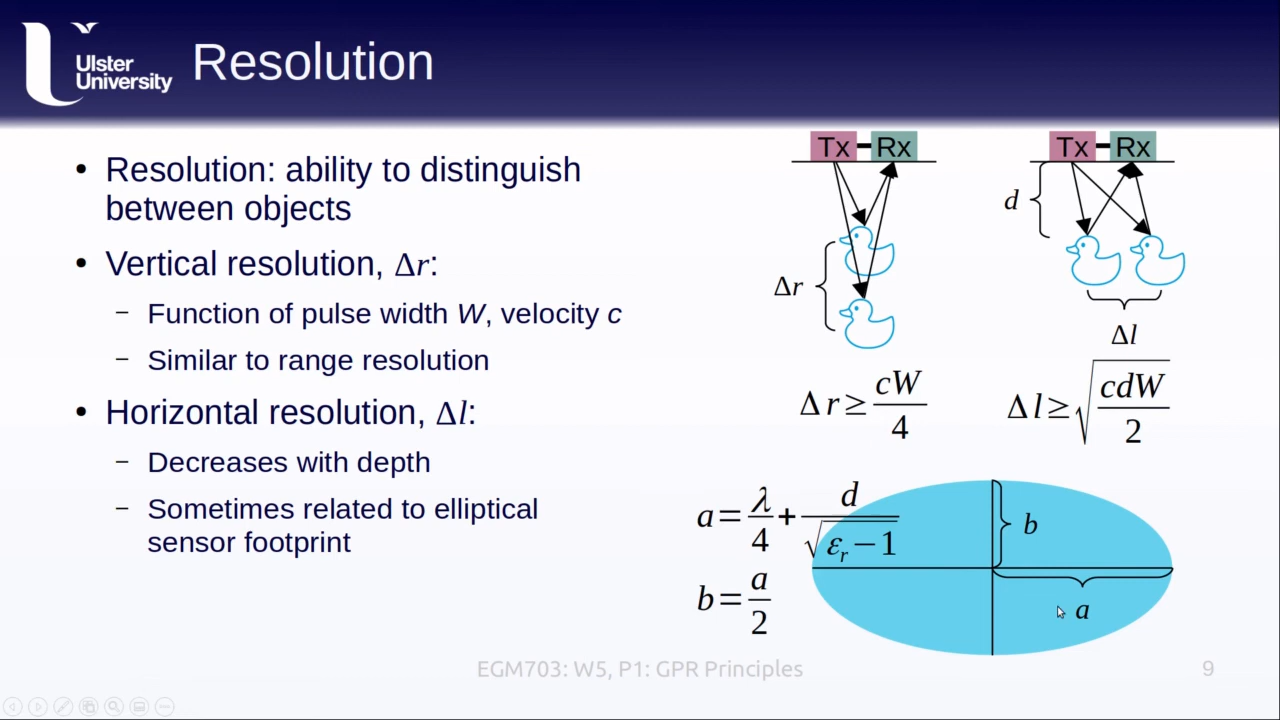 Ulster
University
Resolution
• Resolution: ability to distinguish
between objects
• Vertical resolution, Δr:
– Function of pulse width W, velocity c
– Similar to range resolution
• Horizontal resolution, Δl:
– Decreases with depth
– Sometimes related to elliptical
sensor footprint
Tx Rx
Δr
Tx Rx
d
Δl
Δr ≥ cW/4
Δl ≥ √(cdW/2)
a = λ/4 + d/√(εr − 1)
b = a/2
b
a
EGM703: W5, P1: GPR Principles
9